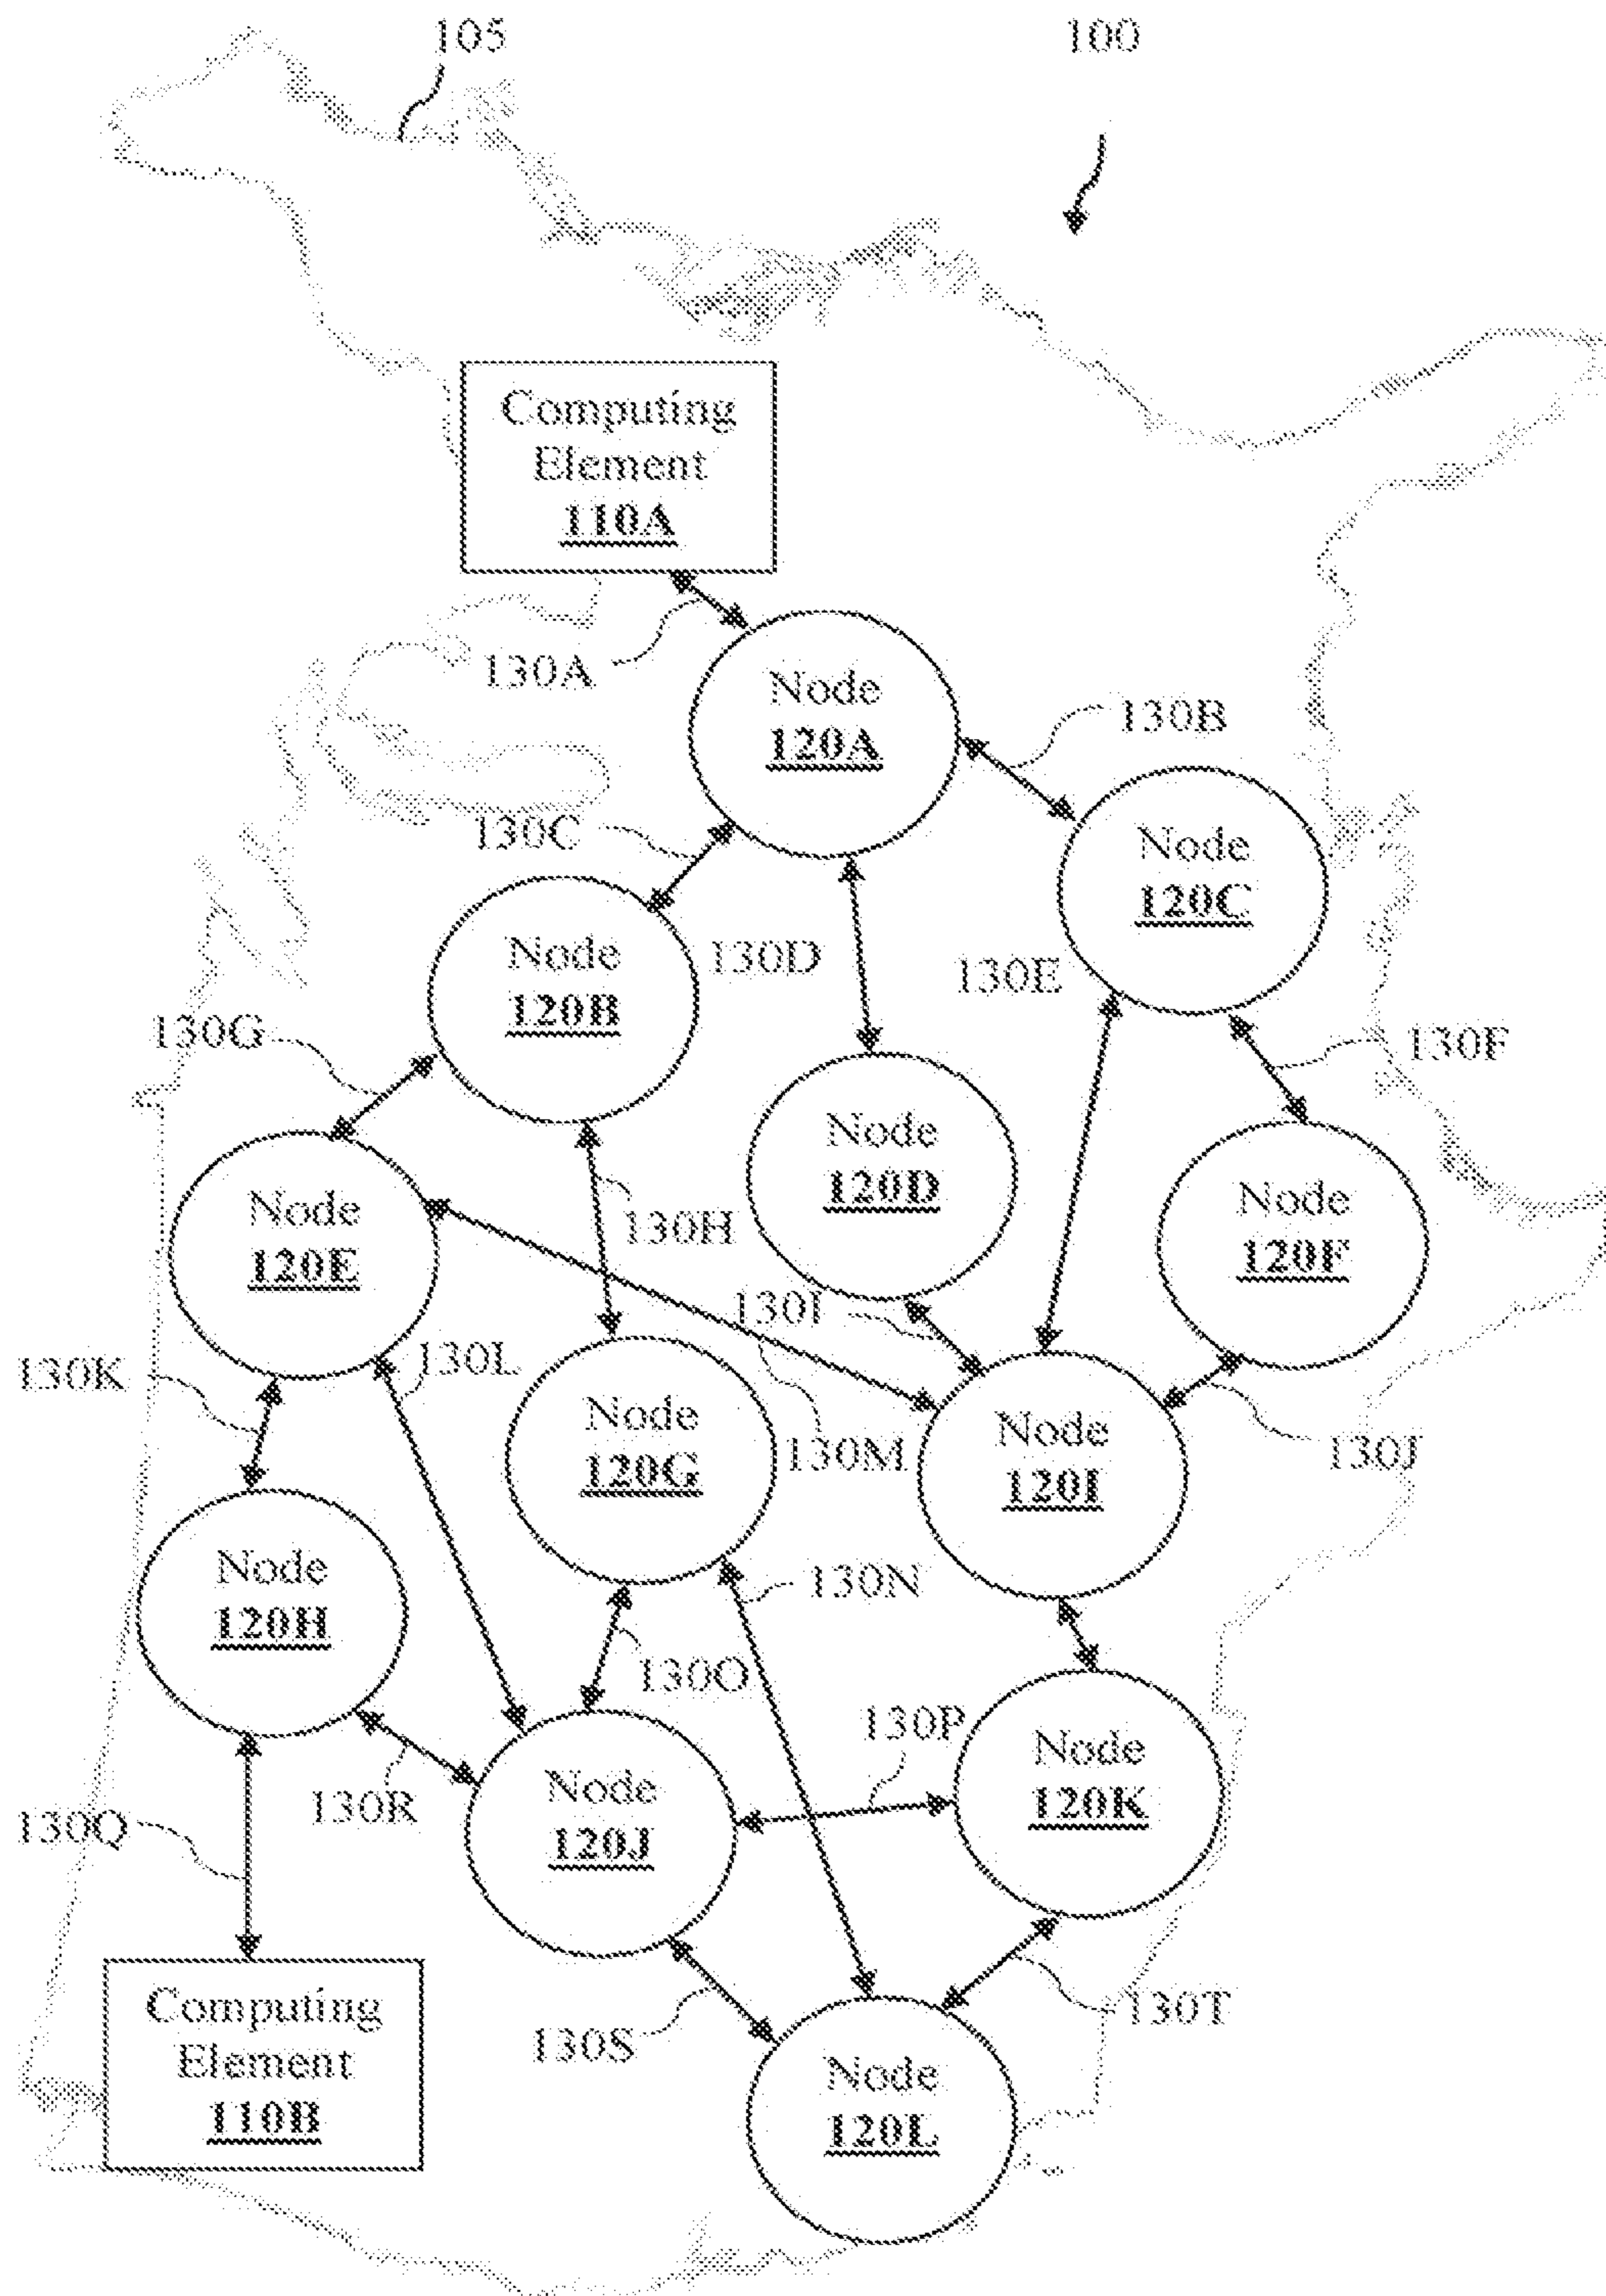 105
100
Computing
Element
110A
130A
Node
120A
130B
130C
Node
120C
Node
120B
130D
130E
130G
130F
Node
120D
Node
120E
130H
Node
120F
130I
130K
130L
Node
120G
130M
Node
120I
130J
Node
120H
130N
130O
130P
Node
120K
130Q
130R
Node
120J
Computing
Element
110B
130S
130T
Node
120L